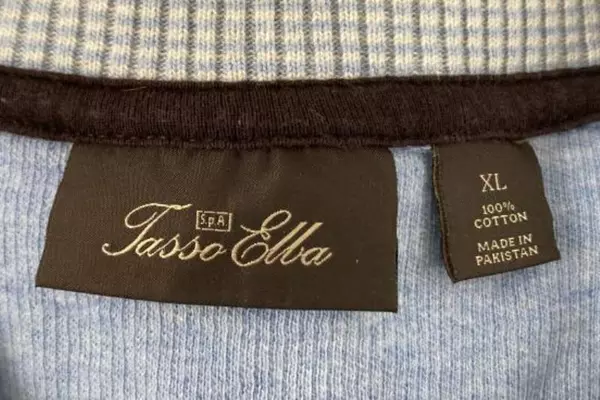 S.p.A
Tasso Elba
XL
100%
COTTON
MADE IN
PAKISTAN